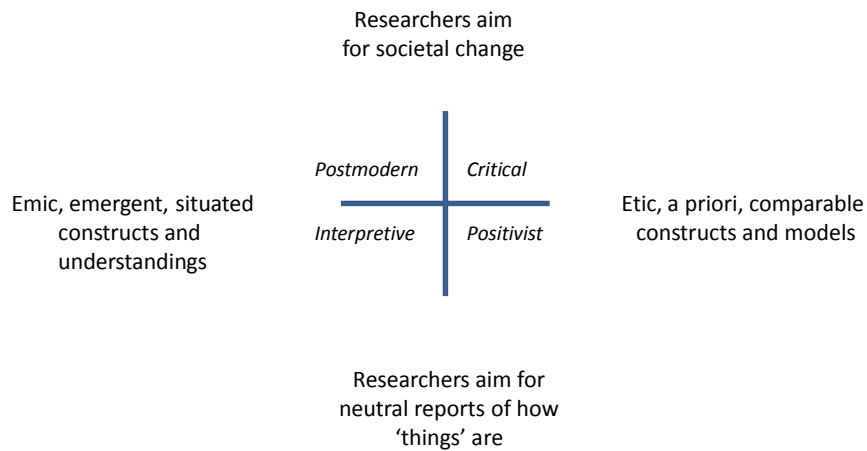 Researchers aim
for societal change
Postmodern
Critical
Emic, emergent, situated
constructs and
understandings
Etic, a priori, comparable
constructs and models
Interpretive
Positivist
Researchers aim for
neutral reports of how
‘things’ are